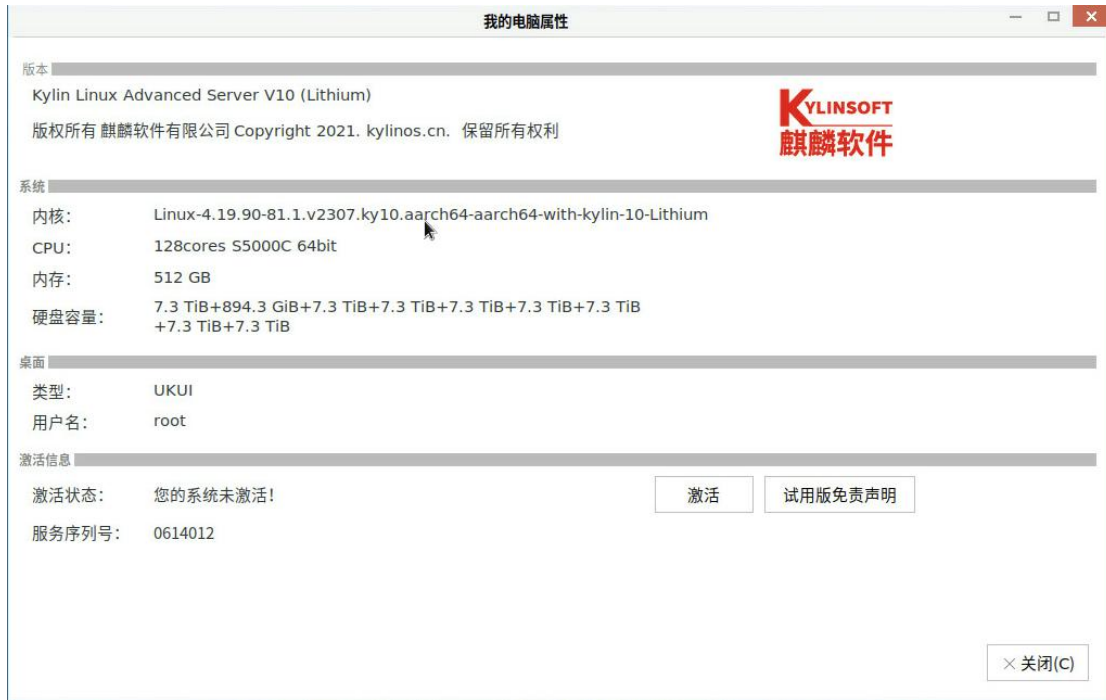 我的电脑属性
版本
Kylin Linux Advanced Server V10 (Lithium)
版权所有 麒麟软件有限公司 Copyright 2021. kylinos.cn. 保留所有权利
KYLINSOFT
麒麟软件
系统
内核: Linux-4.19.90-81.1.v2307.ky10.aarch64-aarch64-with-kylin-10-Lithium
CPU: 128cores S5000C 64bit
内存: 512 GB
硬盘容量: 7.3 TiB+894.3 GiB+7.3 TiB+7.3 TiB+7.3 TiB+7.3 TiB+7.3 TiB
+7.3 TiB+7.3 TiB
桌面
类型: UKUI
用户名: root
激活信息
激活状态: 您的系统未激活! 激活 试用版免责声明
服务序列号: 0614012
关闭(C)